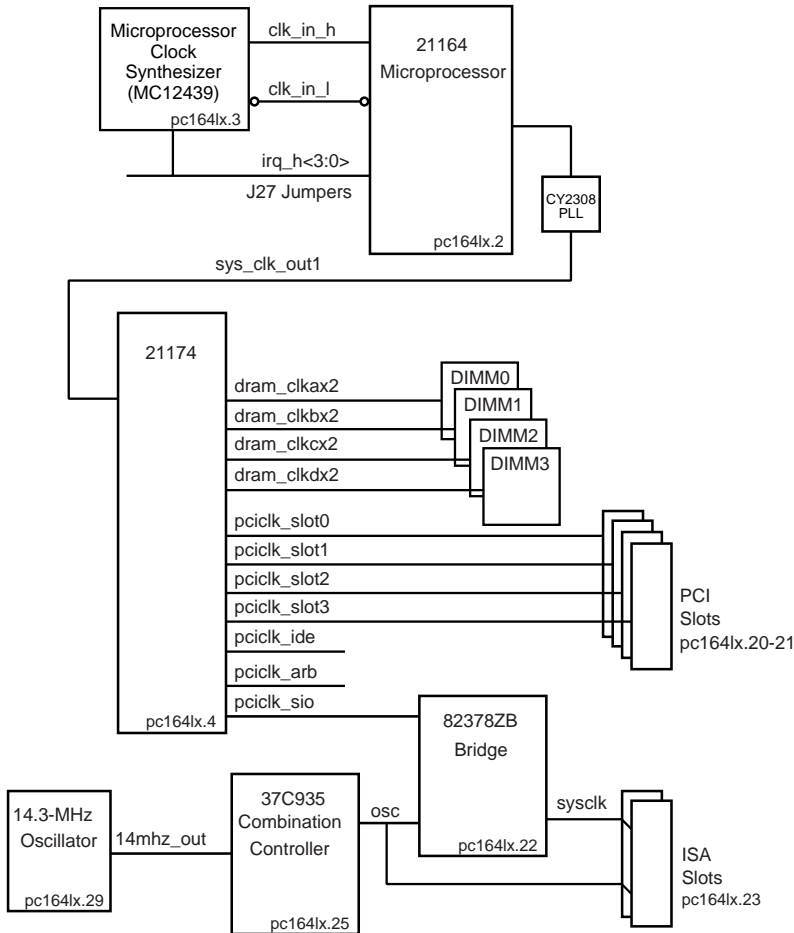 Microprocessor
Clock
Synthesizer
(MC12439)
pc164lx.3
clk_in_h
clk_in_l
irq_h<3:0>
J27 Jumpers
21164
Microprocessor
pc164lx.2
CY2308
PLL
sys_clk_out1
21174
pc164lx.4
dram_clkax2
dram_clkbx2
dram_clkcx2
dram_clkdx2
DIMM0
DIMM1
DIMM2
DIMM3
pciclk_slot0
pciclk_slot1
pciclk_slot2
pciclk_slot3
pciclk_ide
pciclk_arb
pciclk_sio
PCI
Slots
pc164lx.20-21
82378ZB
Bridge
pc164lx.22
14.3-MHz
Oscillator
pc164lx.29
14mhz_out
37C935
Combination
Controller
pc164lx.25
osc
sysclk
ISA
Slots
pc164lx.23